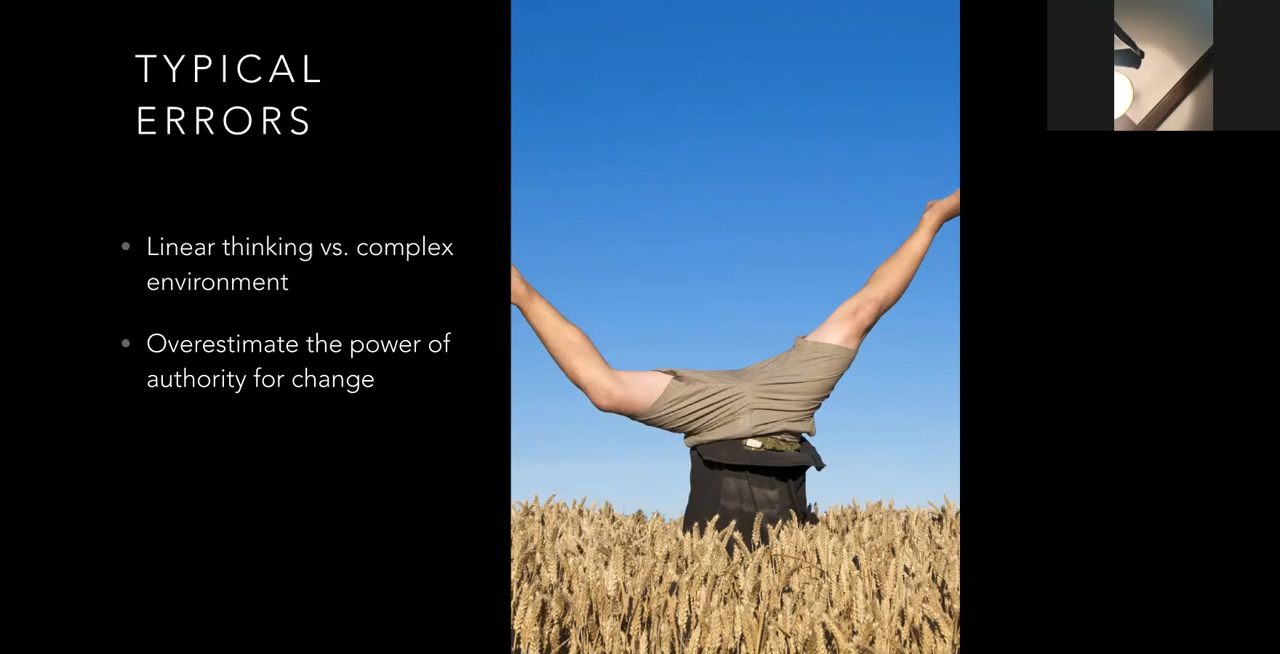 TYPICAL
ERRORS
Linear thinking vs. complex
environment
Overestimate the power of
authority for change